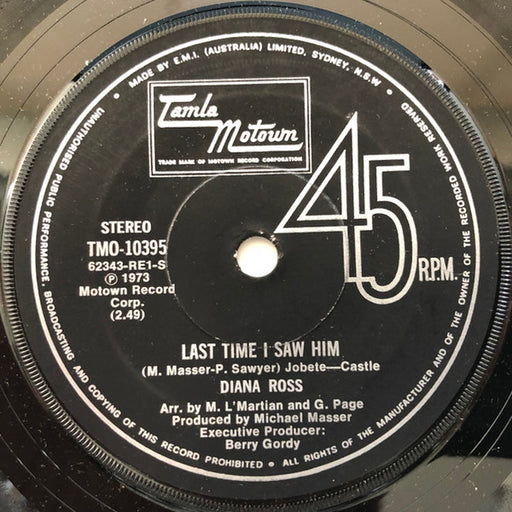 MADE BY E.M.I. (AUSTRALIA) LIMITED, SYDNEY, N.S.W.
UNAUTHORISED PUBLIC PERFORMANCE, BROADCASTING AND COPYING OF THIS RECORD PROHIBITED • ALL RIGHTS OF THE MANUFACTURER AND OF THE OWNER OF THE RECORDED WORK RESERVED
Tamla
Motown
TRADE MARK OF MOTOWN RECORD CORPORATION
45
R.P.M.
STEREO
TMO-10395
62343-RE1-S
Ⓟ 1973
Motown Record
Corp.
(2.49)
LAST TIME I SAW HIM
(M. Masser-P. Sawyer) Jobete—Castle
DIANA ROSS
Arr. by M. L'Martian and G. Page
Produced by Michael Masser
Executive Producer:
Berry Gordy